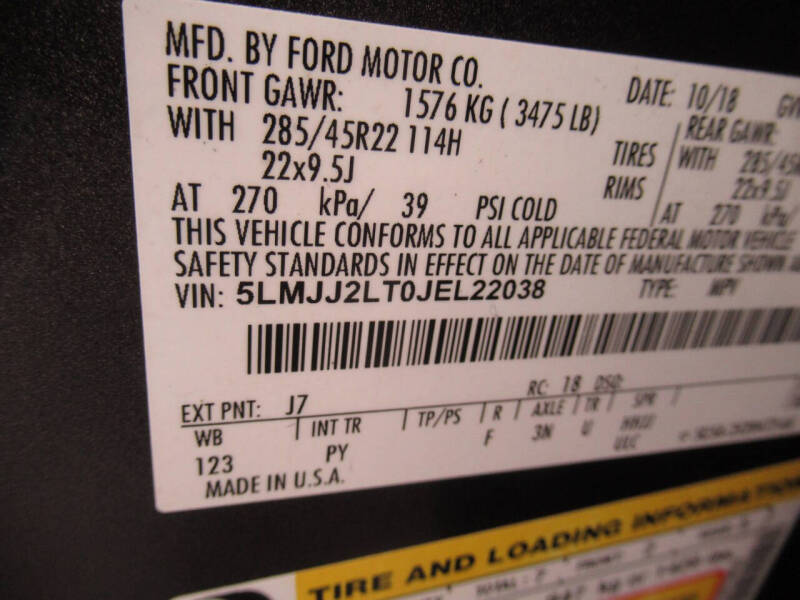 MFD. BY FORD MOTOR CO.
DATE: 10/18
FRONT GAWR: 1576 KG ( 3475 LB) REAR GAWR:
WITH 285/45R22 114H TIRES WITH 285/45
22x9.5J RIMS 22x9.5J
AT 270 kPa/ 39 PSI COLD AT 270 kPa/
THIS VEHICLE CONFORMS TO ALL APPLICABLE FEDERAL MOTOR VEHICLE
SAFETY STANDARDS IN EFFECT ON THE DATE OF MANUFACTURE SHOWN
VIN: 5LMJJ2LT0JEL22038 TYPE: MPV
EXT PNT: J7 RC: 18 DSO:
WB INT TR TP/PS R AXLE TR SPR
123 PY F 3N U
MADE IN U.S.A.
TIRE AND LOADING INFORMATION